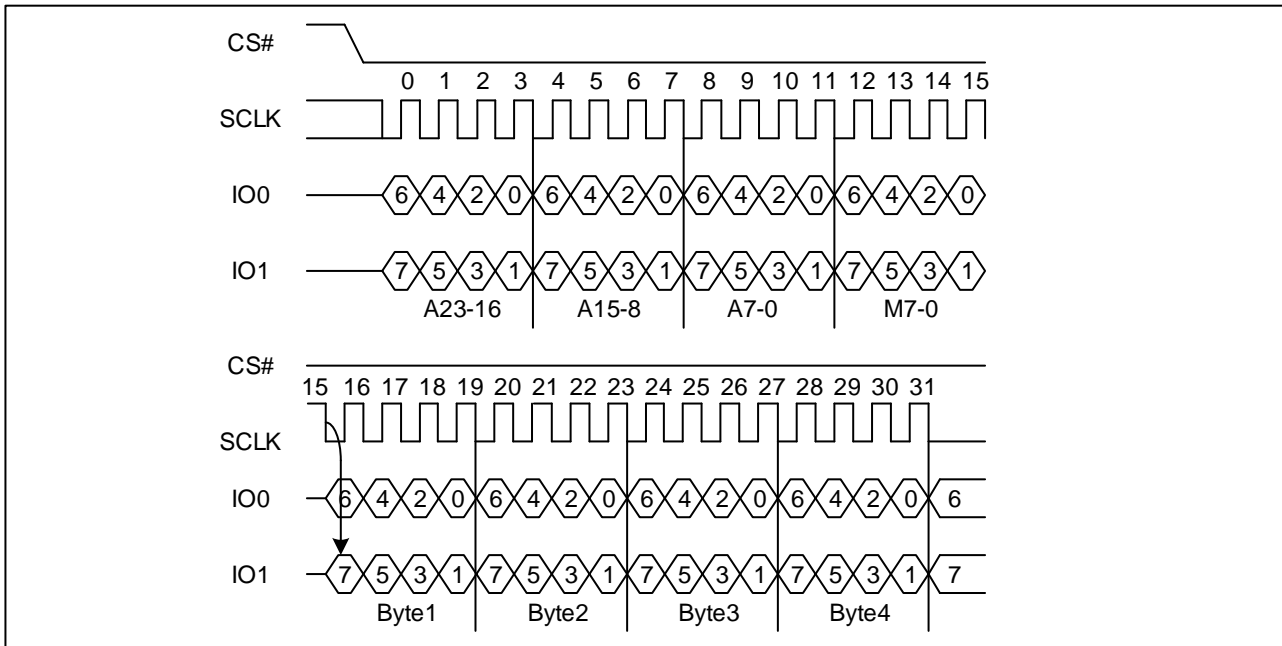 CS#
0 1 2 3 4 5 6 7 8 9 10 11 12 13 14 15
SCLK
IO0 6 4 2 0 6 4 2 0 6 4 2 0 6 4 2 0
IO1 7 5 3 1 7 5 3 1 7 5 3 1 7 5 3 1
A23-16 A15-8 A7-0 M7-0
CS#
15 16 17 18 19 20 21 22 23 24 25 26 27 28 29 30 31
SCLK
IO0 6 4 2 0 6 4 2 0 6 4 2 0 6 4 2 0 6
IO1 7 5 3 1 7 5 3 1 7 5 3 1 7 5 3 1 7
Byte1 Byte2 Byte3 Byte4